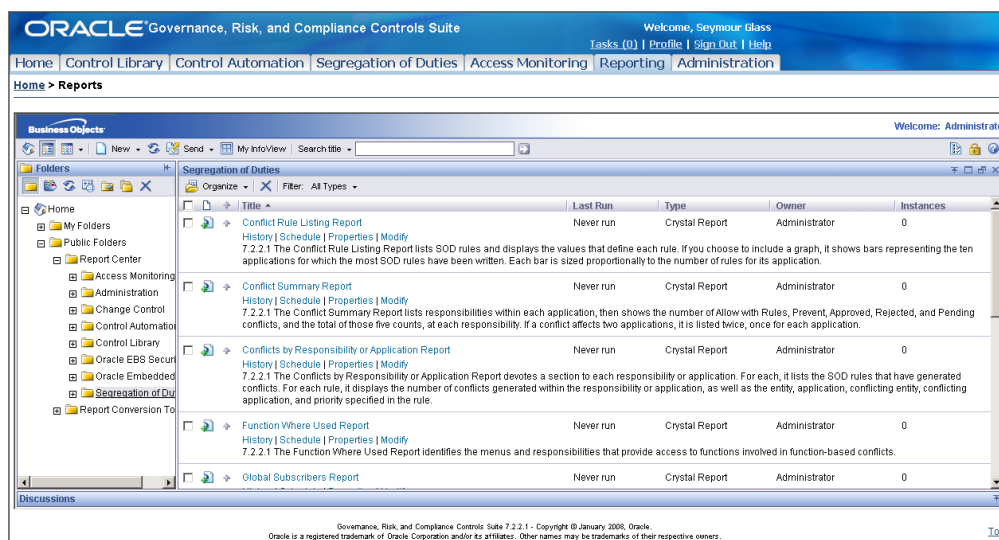 ORACLE® Governance, Risk, and Compliance Controls Suite
Welcome, Seymour Glass
Tasks (0) | Profile | Sign Out | Help
Home Control Library Control Automation Segregation of Duties Access Monitoring Reporting Administration
Home > Reports
Business Objects
Welcome: Administrat
New Send My InfoView Search title
Folders
Segregation of Duties
Organize Filter: All Types
Title Last Run Type Owner Instances
Home
My Folders
Public Folders
Report Center
Access Monitoring
Administration
Change Control
Control Automation
Control Library
Oracle EBS Securi
Oracle Embedded
Segregation of Du
Report Conversion To
Conflict Rule Listing Report Never run Crystal Report Administrator 0
History | Schedule | Properties | Modify
7.2.2.1 The Conflict Rule Listing Report lists SOD rules and displays the values that define each rule. If you choose to include a graph, it shows bars representing the ten
applications for which the most SOD rules have been written. Each bar is sized proportionally to the number of rules for its application.
Conflict Summary Report Never run Crystal Report Administrator 0
History | Schedule | Properties | Modify
7.2.2.1 The Conflict Summary Report lists responsibilities within each application, then shows the number of Allow with Rules, Prevent, Approved, Rejected, and Pending
conflicts, and the total of those five counts, at each responsibility. If a conflict affects two applications, it is listed twice, once for each application.
Conflicts by Responsibility or Application Report Never run Crystal Report Administrator 0
History | Schedule | Properties | Modify
7.2.2.1 The Conflicts by Responsibility or Application Report devotes a section to each responsibility or application. For each, it lists the SOD rules that have generated
conflicts. For each rule, it displays the number of conflicts generated within the responsibility or application, as well as the entity, application, conflicting entity, conflicting
application, and priority specified in the rule.
Function Where Used Report Never run Crystal Report Administrator 0
History | Schedule | Properties | Modify
7.2.2.1 The Function Where Used Report identifies the menus and responsibilities that provide access to functions involved in function-based conflicts.
Global Subscribers Report Never run Crystal Report Administrator 0
Discussions
Governance, Risk, and Compliance Controls Suite 7.2.2.1 - Copyright © January 2008, Oracle.
Oracle is a registered trademark of Oracle Corporation and/or its affiliates. Other names may be trademarks of their respective owners.
To